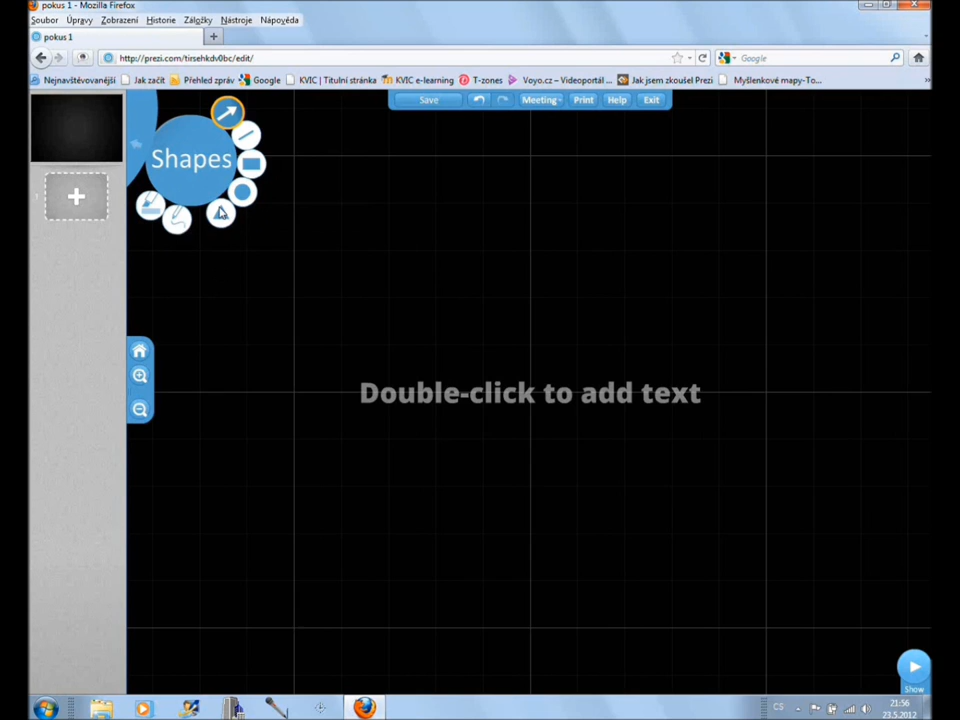 pokus 1 - Mozilla Firefox
Soubor Úpravy Zobrazení Historie Záložky Nástroje Nápověda
pokus 1
http://prezi.com/tirsehkdv0bc/edit/
Google
Nejnavštěvovanější Jak začít Přehled zpráv Google KVIC | Titulní stránka KVIC e-learning T-zones Voyo.cz – Videoportál ... Jak jsem zkoušel Prezi Myšlenkové mapy-To...
Save Meeting Print Help Exit
Shapes
Double-click to add text
Show
CS
21:56
23.5.2012